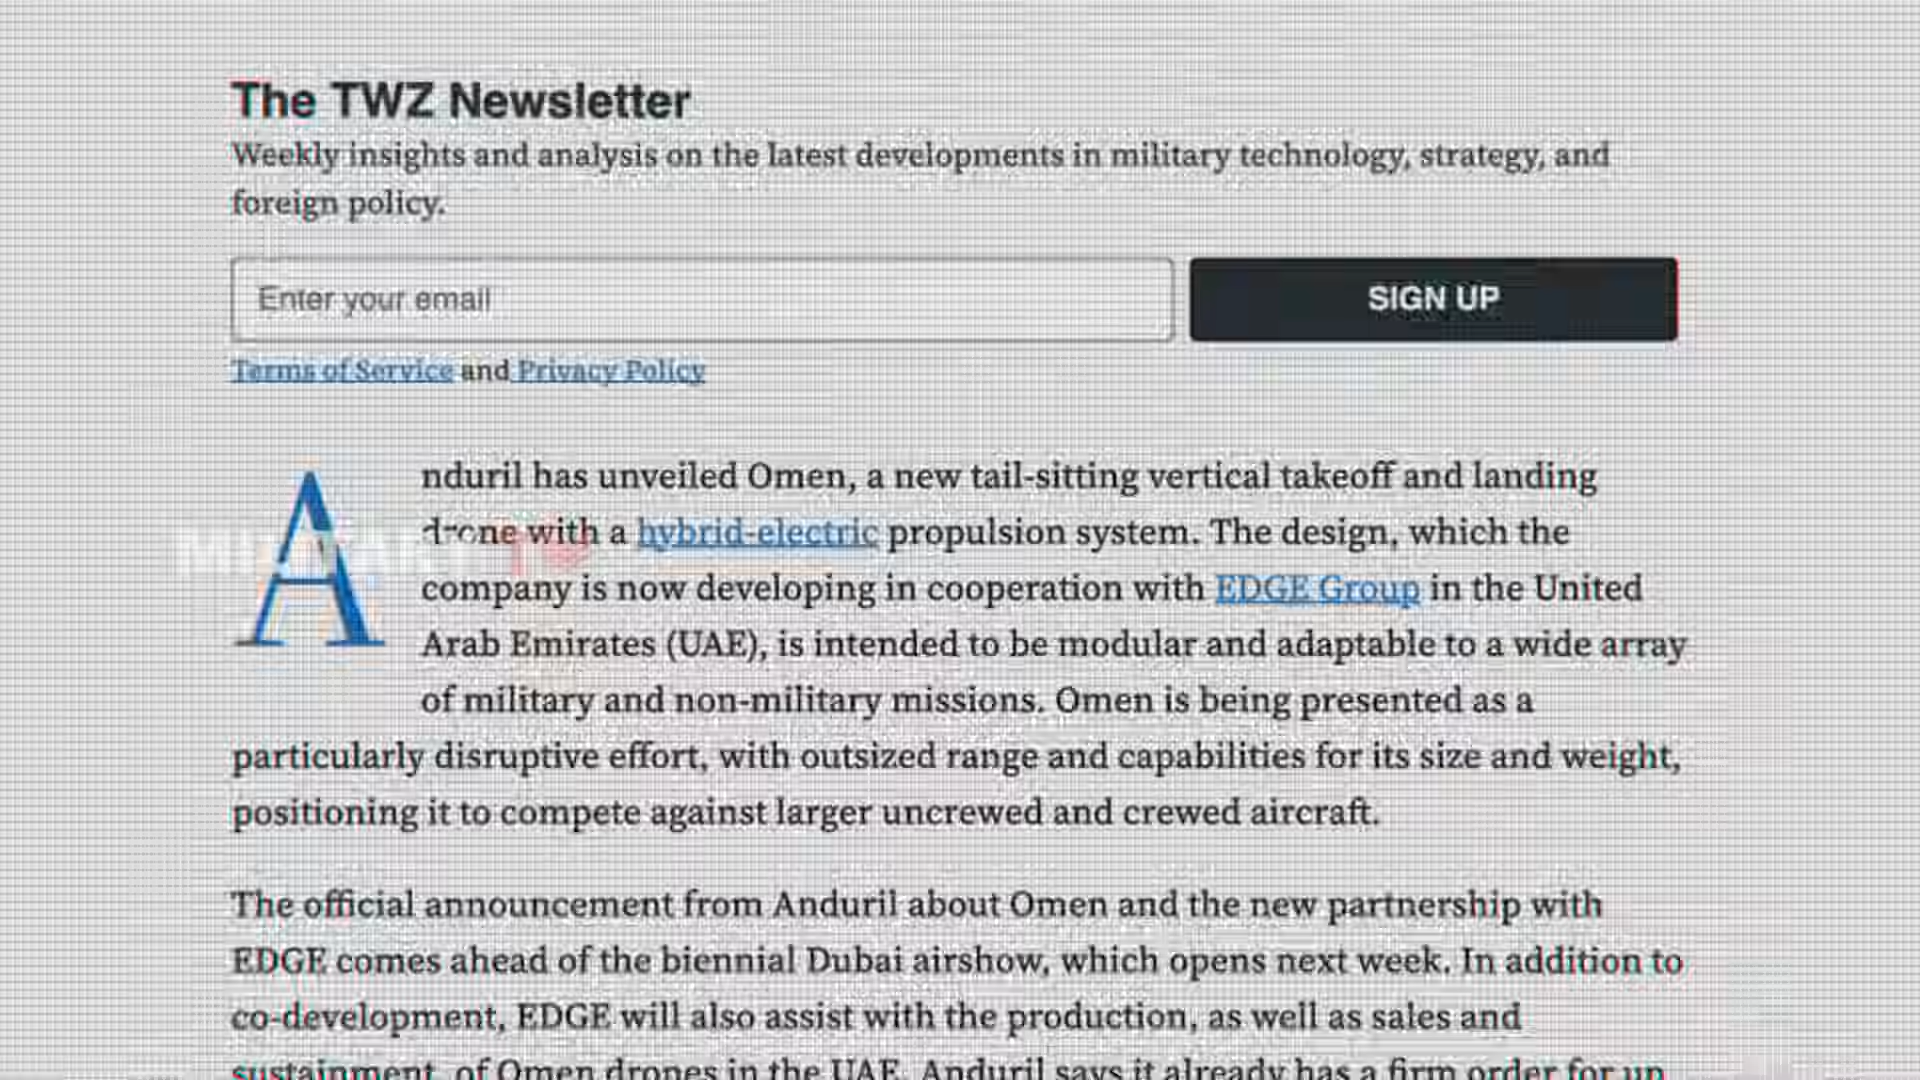 The TWZ Newsletter
Weekly insights and analysis on the latest developments in military technology, strategy, and
foreign policy.
Enter your email
SIGN UP
Terms of Service and Privacy Policy
Anduril has unveiled Omen, a new tail-sitting vertical takeoff and landing
drone with a hybrid-electric propulsion system. The design, which the
company is now developing in cooperation with EDGE Group in the United
Arab Emirates (UAE), is intended to be modular and adaptable to a wide array
of military and non-military missions. Omen is being presented as a
particularly disruptive effort, with outsized range and capabilities for its size and weight,
positioning it to compete against larger uncrewed and crewed aircraft.
The official announcement from Anduril about Omen and the new partnership with
EDGE comes ahead of the biennial Dubai airshow, which opens next week. In addition to
co-development, EDGE will also assist with the production, as well as sales and
sustainment, of Omen drones in the UAE. Anduril says it already has a firm order for up